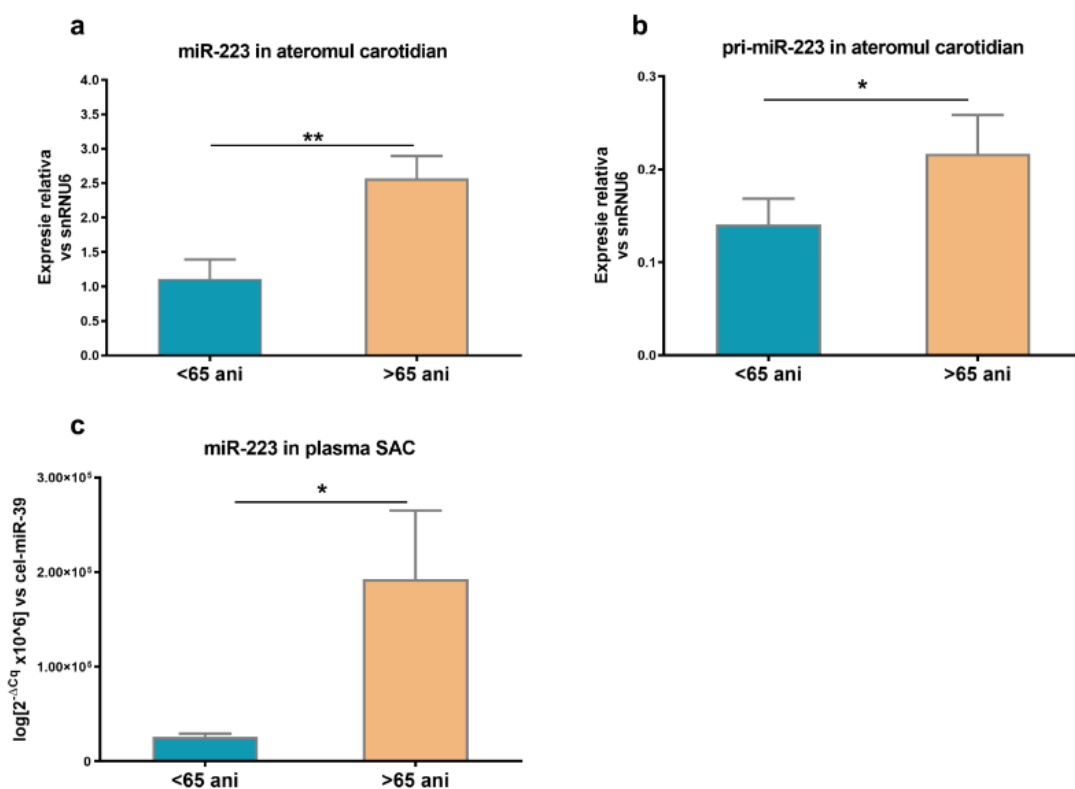 a
miR-223 in ateromul carotidian
Expresie relativa
vs snRNU6
4.0
3.5
3.0
2.5
2.0
1.5
1.0
0.5
0.0
**
<65 ani
>65 ani
b
pri-miR-223 in ateromul carotidian
Expresie relativa
vs snRNU6
0.3
0.2
0.1
0.0
*
<65 ani
>65 ani
c
miR-223 in plasma SAC
log[2^-ΔCq x10^6] vs cel-miR-39
3.00×10⁵
2.00×10⁵
1.00×10⁵
0
*
<65 ani
>65 ani